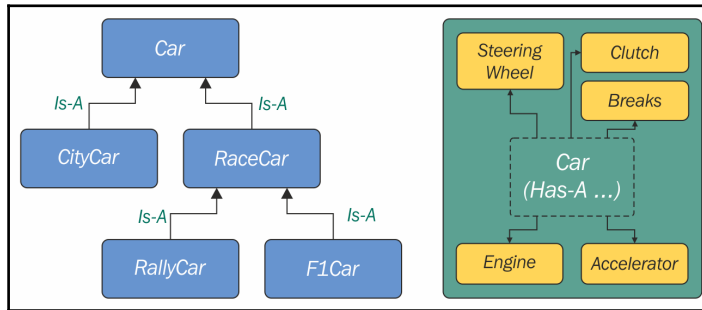 Car
Is-A
Is-A
CityCar
RaceCar
Is-A
Is-A
RallyCar
F1Car
Steering
Wheel
Clutch
Breaks
Car
(Has-A ...)
Engine
Accelerator